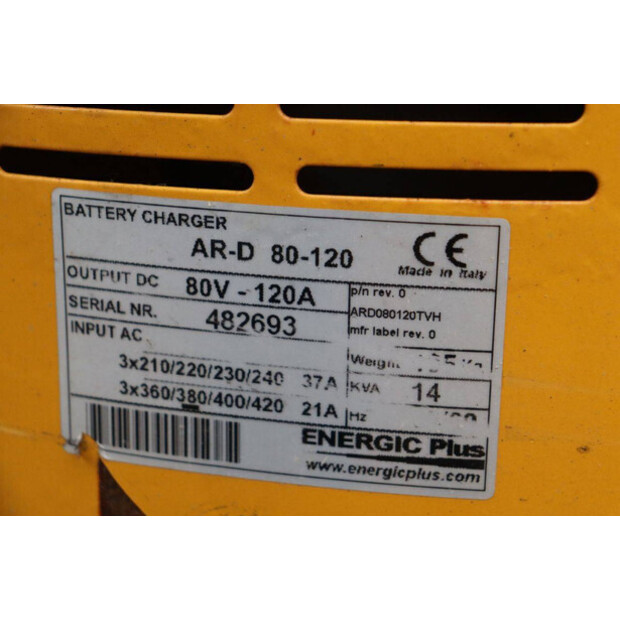 BATTERY CHARGER
AR-D 80-120
CE
Made in Italy
OUTPUT DC 80V - 120A
SERIAL NR. 482693
INPUT AC
3x210/220/230/240 37A
3x360/380/400/420 21A
p/n rev. 0
ARD080120TVH
mfr label rev. 0
Weight Kg
KVA 14
Hz
ENERGIC Plus
www.energicplus.com